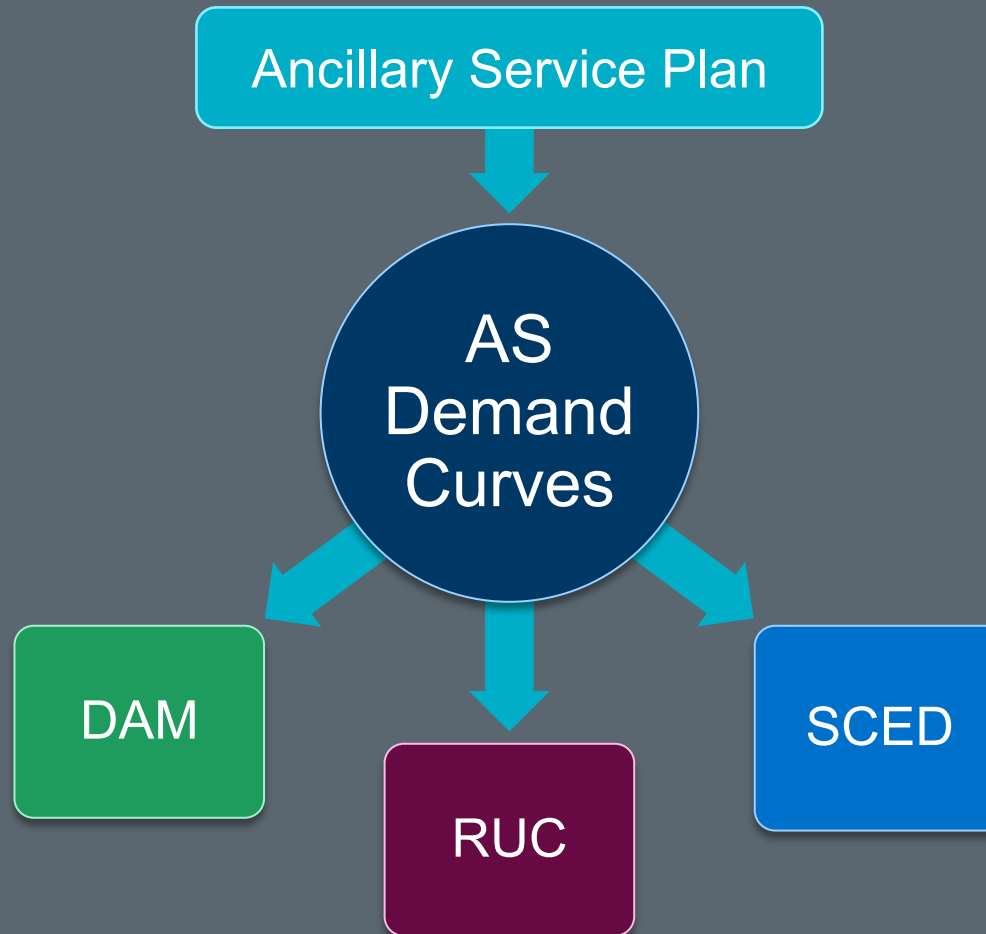 Ancillary Service Plan
AS
Demand
Curves
DAM
SCED
RUC